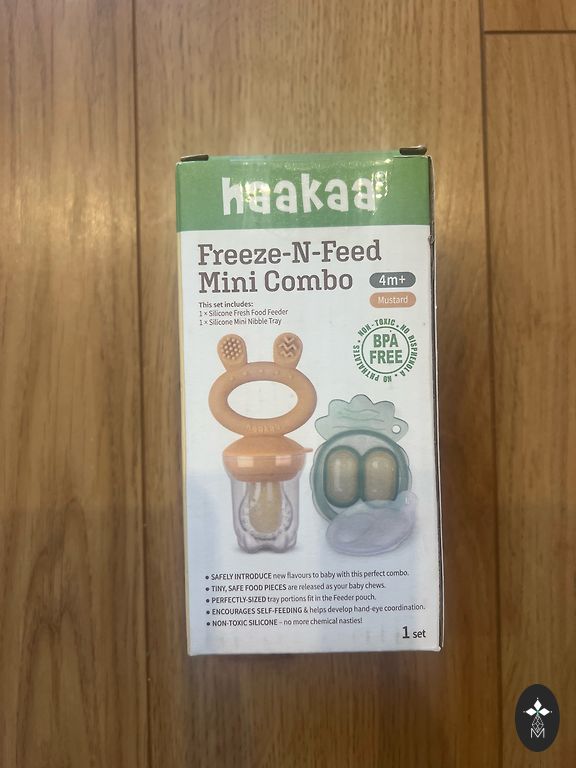 haakaa
Freeze-N-Feed
Mini Combo
4m+
Mustard
This set includes:
1 × Silicone Fresh Food Feeder
1 × Silicone Mini Nibble Tray
NON-TOXIC • NO BISPHENOL-A • NO PHTHALATES •
BPA
FREE
haakaa
• SAFELY INTRODUCE new flavours to baby with this perfect combo.
• TINY, SAFE FOOD PIECES are released as your baby chews.
• PERFECTLY-SIZED tray portions fit in the Feeder pouch.
• ENCOURAGES SELF-FEEDING & helps develop hand-eye coordination.
• NON-TOXIC SILICONE – no more chemical nasties!
1 set
M